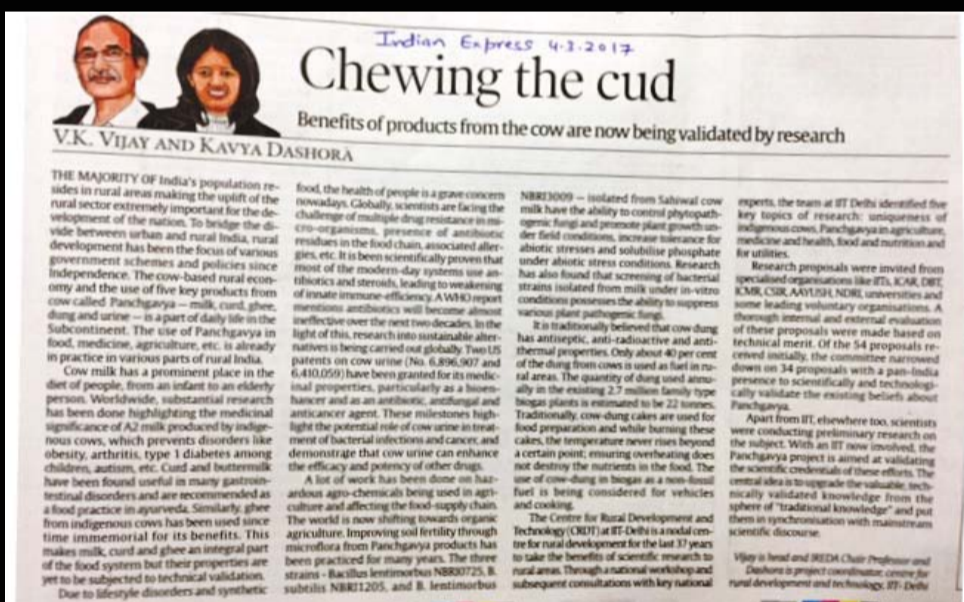 Indian Express 4.3.2017
Chewing the cud
Benefits of products from the cow are now being validated by research
V.K. VIJAY AND KAVYA DASHORA
THE MAJORITY OF India's population re-
sides in rural areas making the uplift of the
rural sector extremely important for the de-
velopment of the nation. To bridge the di-
vide between urban and rural India, rural
development has been the focus of various
government schemes and policies since
Independence. The cow-based rural econ-
omy and the use of five key products from
cow called Panchgavya — milk, curd, ghee,
dung and urine — is a part of daily life in the
Subcontinent. The use of Panchgavya in
food, medicine, agriculture, etc. is already
in practice in various parts of rural India.
Cow milk has a prominent place in the
diet of people, from an infant to an elderly
person. Worldwide, substantial research
has been done highlighting the medicinal
significance of A2 milk produced by indige-
nous cows, which prevents disorders like
obesity, arthritis, type 1 diabetes among
children, autism, etc. Curd and buttermilk
have been found useful in many gastroin-
testinal disorders and are recommended as
a food practice in ayurveda. Similarly, ghee
from indigenous cows has been used since
time immemorial for its benefits. This
makes milk, curd and ghee an integral part
of the food system but their properties are
yet to be subjected to technical validation.
Due to lifestyle disorders and synthetic
food, the health of people is a grave concern
nowadays. Globally, scientists are facing the
challenge of multiple drug resistance in mi-
cro-organisms, presence of antibiotic
residues in the food chain, associated aller-
gies, etc. It is been scientifically proven that
most of the modern-day systems use an-
tibiotics and steroids, leading to weakening
of innate immune-efficiency. A WHO report
mentions antibiotics will become almost
ineffective over the next two decades. In the
light of this, research into sustainable alter-
natives is being carried out globally. Two US
patents on cow urine (No. 6,896,907 and
6,410,059) have been granted for its medic-
inal properties, particularly as a bioen-
hancer and as an antibiotic, antifungal and
anticancer agent. These milestones high-
light the potential role of cow urine in treat-
ment of bacterial infections and cancer, and
demonstrate that cow urine can enhance
the efficacy and potency of other drugs.
A lot of work has been done on haz-
ardous agro-chemicals being used in agri-
culture and affecting the food-supply chain.
The world is now shifting towards organic
agriculture. Improving soil fertility through
microflora from Panchgavya products has
been practiced for many years. The three
strains - Bacillus lentimorbus NBRI0725, B.
subtilis NBRI1205, and B. lentimorbus
NBRI3009 — isolated from Sahiwal cow
milk have the ability to control phytopath-
ogenic fungi and promote plant growth un-
der field conditions, increase tolerance for
abiotic stresses and solubilise phosphate
under abiotic stress conditions. Research
has also found that screening of bacterial
strains isolated from milk under in-vitro
conditions possesses the ability to suppress
various plant pathogenic fungi.
It is traditionally believed that cow dung
has antiseptic, anti-radioactive and anti-
thermal properties. Only about 40 per cent
of the dung from cows is used as fuel in ru-
ral areas. The quantity of dung used annu-
ally in the existing 2.7 million family type
biogas plants is estimated to be 22 tonnes.
Traditionally, cow-dung cakes are used for
food preparation and while burning these
cakes, the temperature never rises beyond
a certain point; ensuring overheating does
not destroy the nutrients in the food. The
use of cow-dung in biogas as a non-fossil
fuel is being considered for vehicles
and cooking.
The Centre for Rural Development and
Technology (CRDT) at IIT-Delhi is a nodal cen-
tre for rural development for the last 37 years
to take the benefits of scientific research to
rural areas. Through a national workshop and
subsequent consultations with key national
experts, the team at IIT Delhi identified five
key topics of research: uniqueness of
indigenous cows, Panchgavya in agriculture,
medicine and health, food and nutrition and
for utilities.
Research proposals were invited from
specialised organisations like IITs, ICAR, DBT,
ICMR, CSIR, AAYUSH, NDRI, universities and
some leading voluntary organisations. A
thorough internal and external evaluation
of these proposals were made based on
technical merit. Of the 54 proposals re-
ceived initially, the committee narrowed
down on 34 proposals with a pan-India
presence to scientifically and technologi-
cally validate the existing beliefs about
Panchgavya.
Apart from IIT, elsewhere too, scientists
were conducting preliminary research on
the subject. With an IIT now involved, the
Panchgavya project is aimed at validating
the scientific credentials of these efforts. The
central idea is to upgrade the valuable, tech-
nically validated knowledge from the
sphere of "traditional knowledge" and put
them in synchronisation with mainstream
scientific discourse.
Vijay is head and IREDA Chair Professor and
Dashora is project coordinator, centre for
rural development and technology, IIT- Delhi